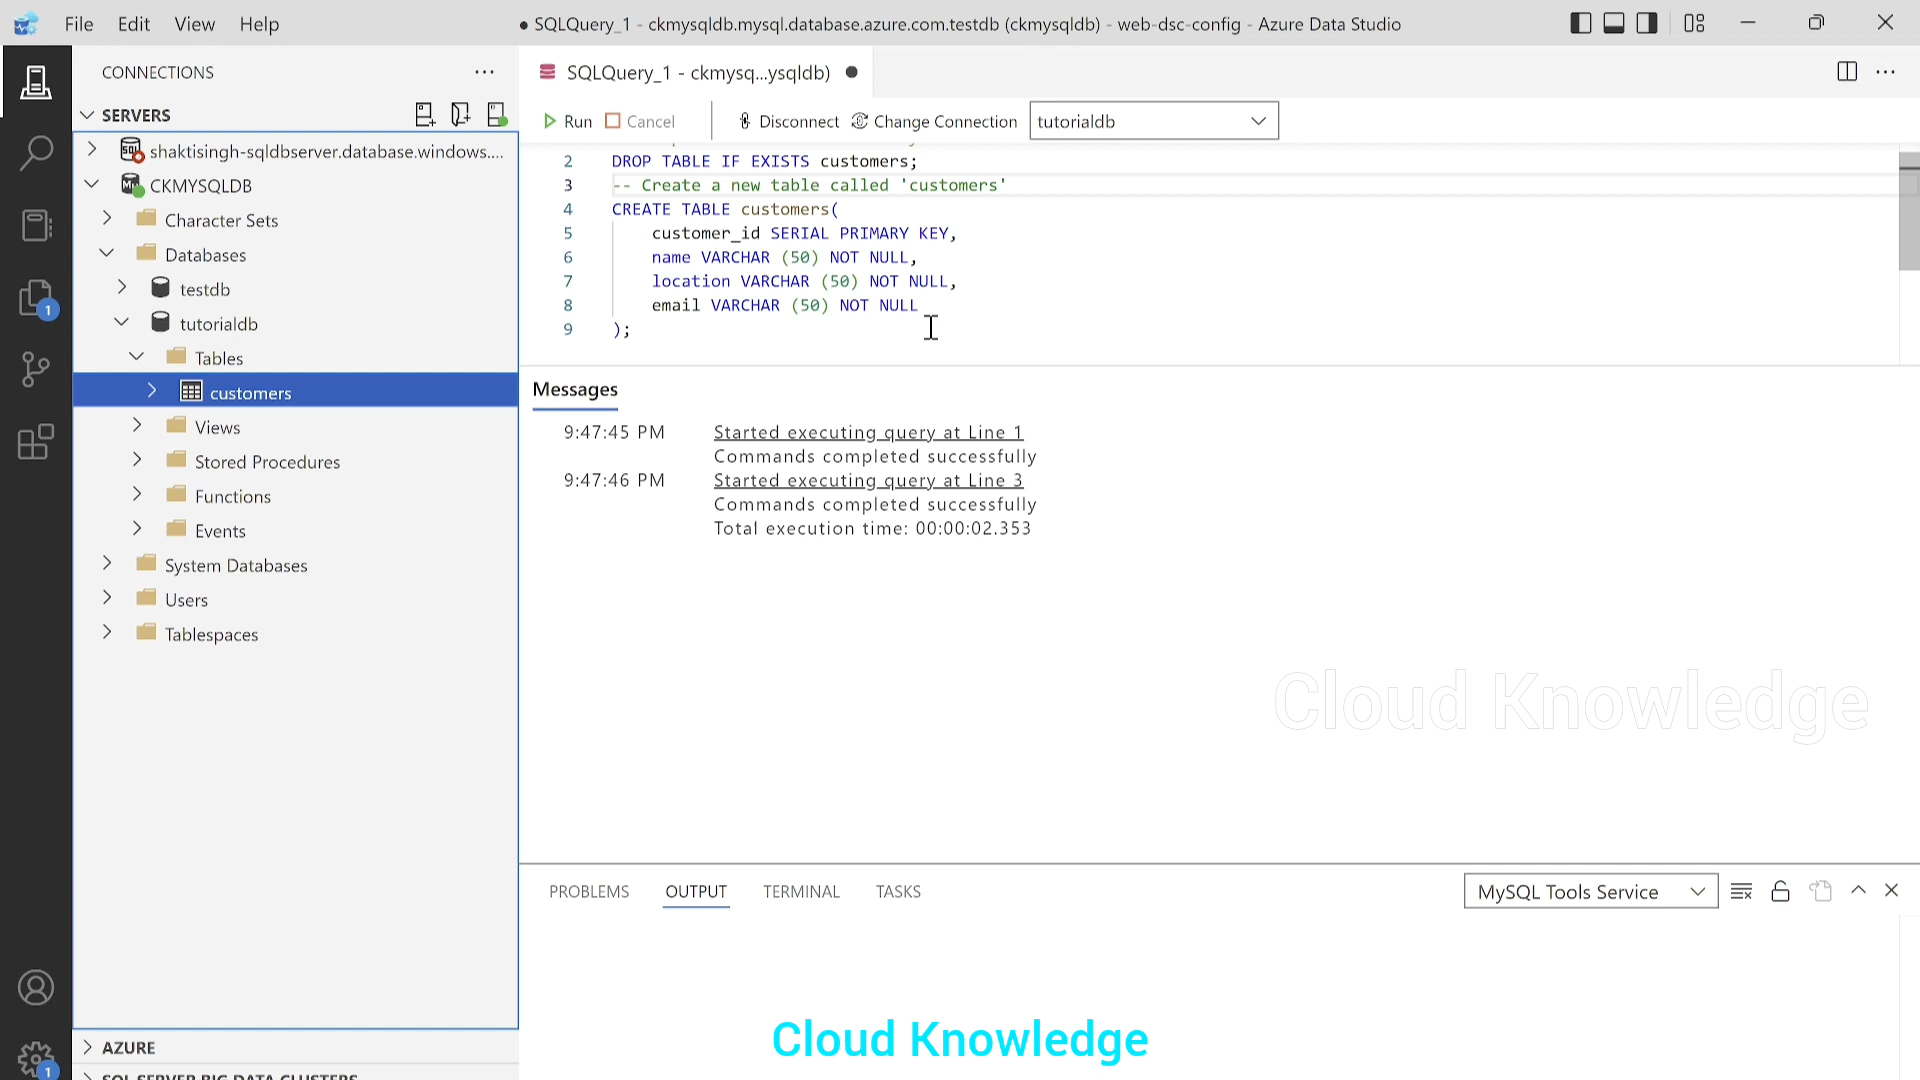 File Edit View Help
● SQLQuery_1 - ckmysqldb.mysql.database.azure.com.testdb (ckmysqldb) - web-dsc-config - Azure Data Studio
CONNECTIONS
SERVERS
shaktisingh-sqldbserver.database.windows....
CKMYSQLDB
Character Sets
Databases
testdb
tutorialdb
Tables
customers
Views
Stored Procedures
Functions
Events
System Databases
Users
Tablespaces
AZURE
SQL SERVER BIG DATA CLUSTERS
1
1
SQLQuery_1 - ckmysq...ysqldb)
Run Cancel Disconnect Change Connection tutorialdb
2 DROP TABLE IF EXISTS customers;
3 -- Create a new table called 'customers'
4 CREATE TABLE customers(
5 customer_id SERIAL PRIMARY KEY,
6 name VARCHAR (50) NOT NULL,
7 location VARCHAR (50) NOT NULL,
8 email VARCHAR (50) NOT NULL
9 );
Messages
9:47:45 PM Started executing query at Line 1
Commands completed successfully
9:47:46 PM Started executing query at Line 3
Commands completed successfully
Total execution time: 00:00:02.353
Cloud Knowledge
PROBLEMS OUTPUT TERMINAL TASKS MySQL Tools Service
Cloud Knowledge